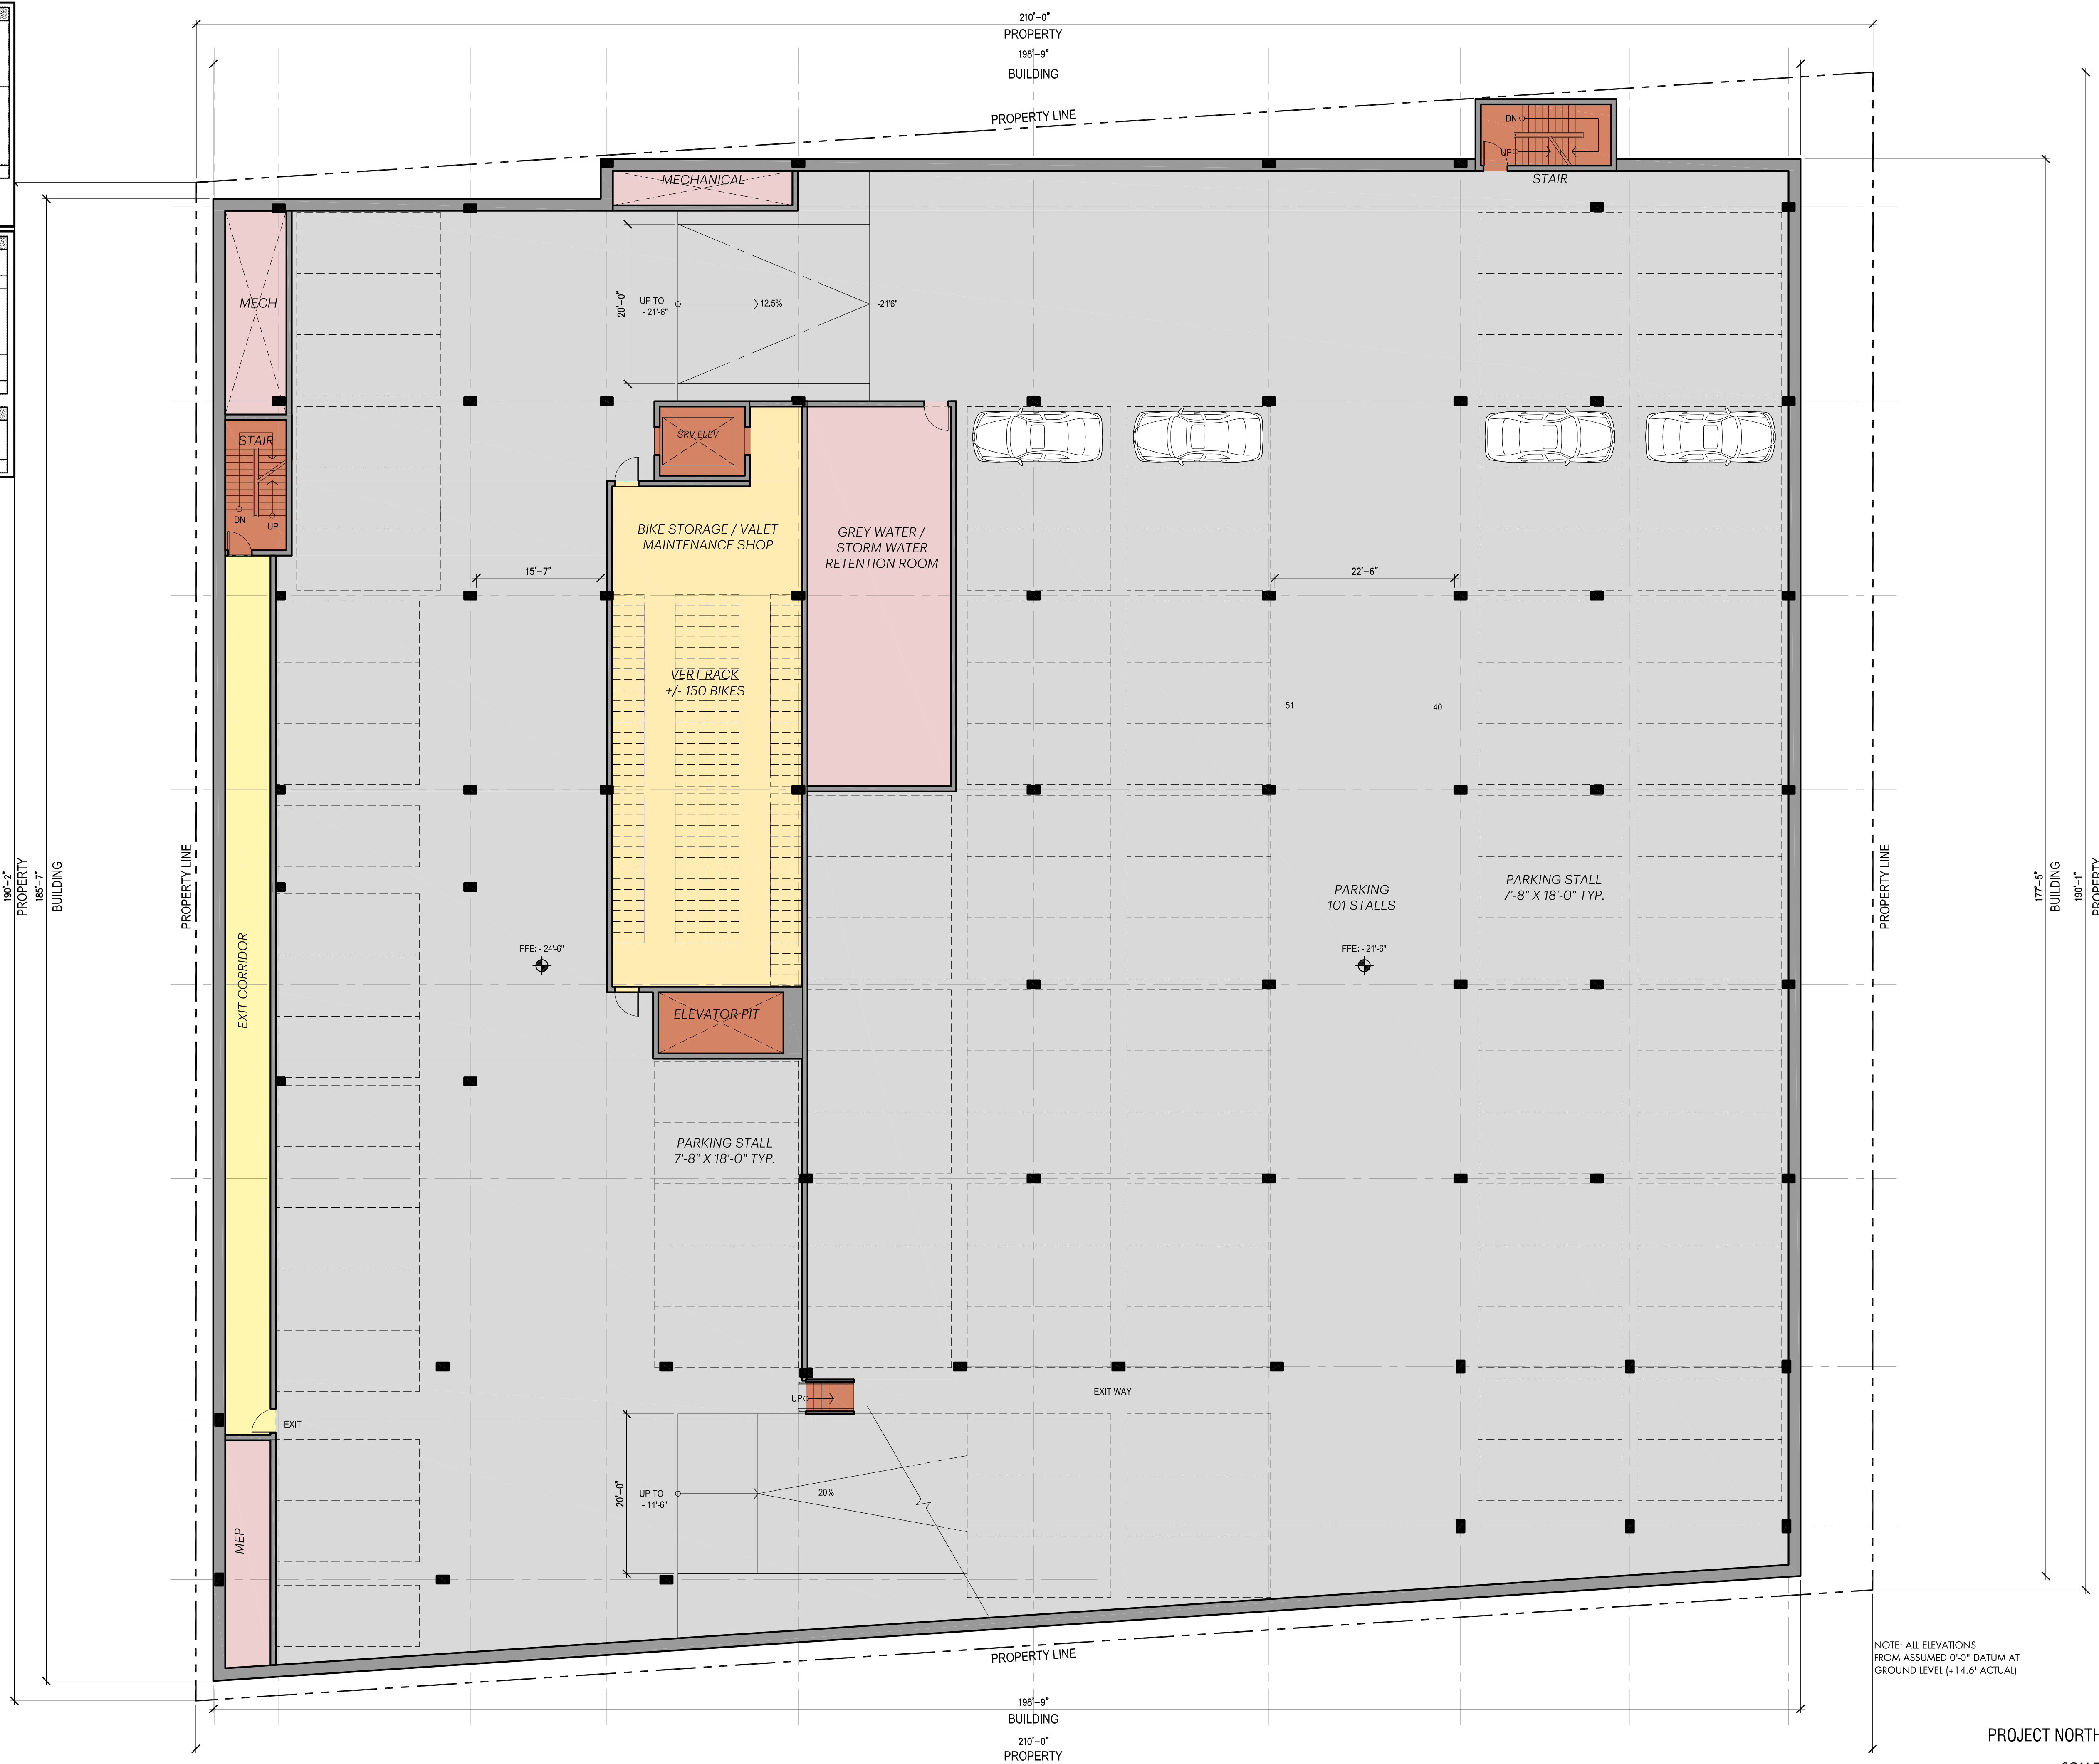 210'-0"
PROPERTY
198'-9"
BUILDING
PROPERTY LINE
DN
UP
STAIR
MECHANICAL
MECH
20'-0"
UP TO
- 21'-6"
12.5%
-21'6"
STAIR
DN
UP
SRV ELEV
BIKE STORAGE / VALET
MAINTENANCE SHOP
GREY WATER /
STORM WATER
RETENTION ROOM
15'-7"
22'-6"
VERT RACK
+/- 150 BIKES
51
40
190'-2"
PROPERTY
185'-7"
BUILDING
PROPERTY LINE
EXIT CORRIDOR
FFE: - 24'-6"
PARKING
101 STALLS
FFE: - 21'-6"
PARKING STALL
7'-8" X 18'-0" TYP.
PROPERTY LINE
177'-5"
BUILDING
190'-1"
PROPERTY
ELEVATOR PIT
PARKING STALL
7'-8" X 18'-0" TYP.
UP
EXIT WAY
EXIT
MEP
20'-0"
UP TO
- 11'-6"
20%
PROPERTY LINE
NOTE: ALL ELEVATIONS
FROM ASSUMED 0'-0" DATUM AT
GROUND LEVEL (+14.6' ACTUAL)
198'-9"
BUILDING
210'-0"
PROPERTY
PROJECT NORTH